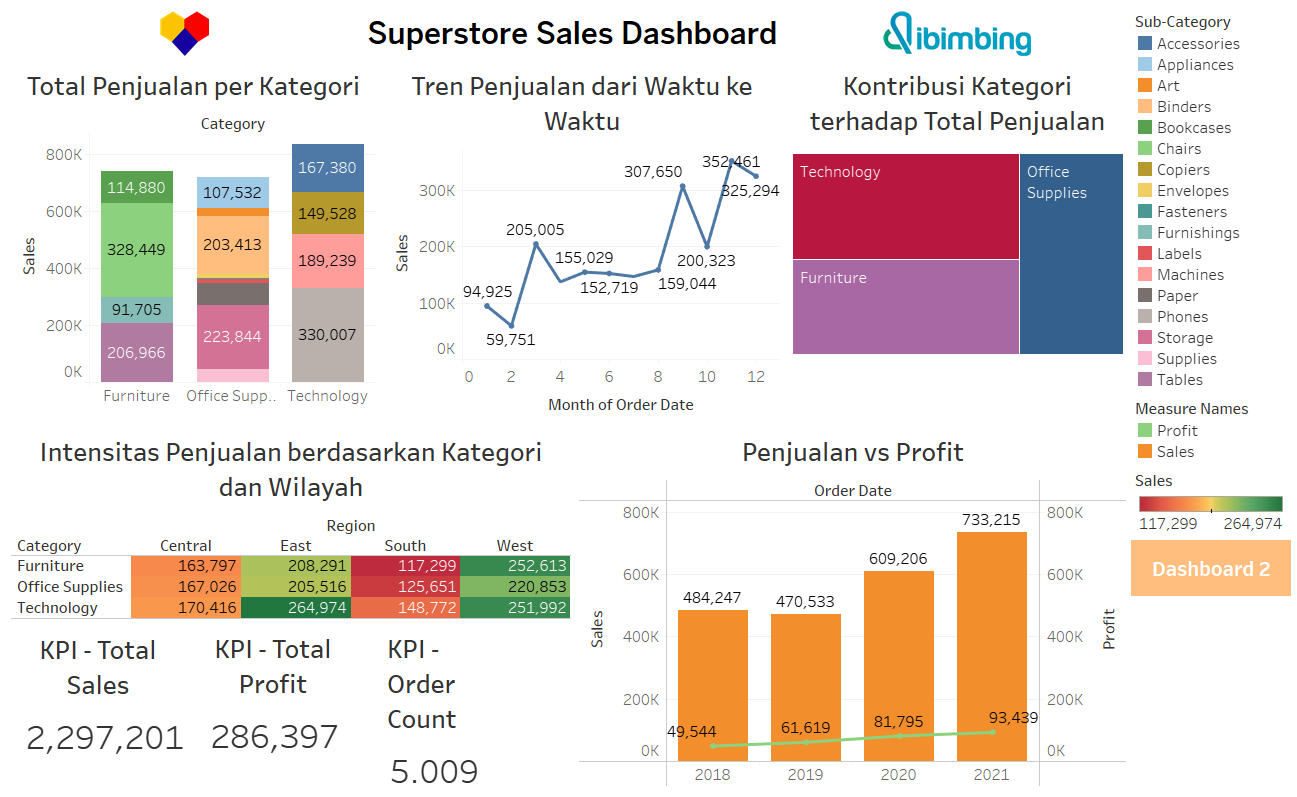 Superstore Sales Dashboard
ibimbing
Total Penjualan per Kategori
Category
Sales
800K
600K
400K
200K
0K
114,880
328,449
91,705
206,966
107,532
203,413
223,844
167,380
149,528
189,239
330,007
Furniture
Office Supp..
Technology
Tren Penjualan dari Waktu ke
Waktu
Sales
300K
200K
100K
0K
94,925
59,751
205,005
155,029
152,719
159,044
307,650
200,323
352,461
325,294
0 2 4 6 8 10 12
Month of Order Date
Kontribusi Kategori
terhadap Total Penjualan
Technology
Furniture
Office
Supplies
Sub-Category
Accessories
Appliances
Art
Binders
Bookcases
Chairs
Copiers
Envelopes
Fasteners
Furnishings
Labels
Machines
Paper
Phones
Storage
Supplies
Tables
Measure Names
Profit
Sales
Sales
117,299 264,974
Dashboard 2
Intensitas Penjualan berdasarkan Kategori
dan Wilayah
Region
Category Central East South West
Furniture 163,797 208,291 117,299 252,613
Office Supplies 167,026 205,516 125,651 220,853
Technology 170,416 264,974 148,772 251,992
KPI - Total
Sales
2,297,201
KPI - Total
Profit
286,397
KPI -
Order
Count
5.009
Penjualan vs Profit
Order Date
Sales
800K
600K
400K
200K
0K
484,247
470,533
609,206
733,215
49,544
61,619
81,795
93,439
2018 2019 2020 2021
800K
600K
400K
200K
0K
Profit